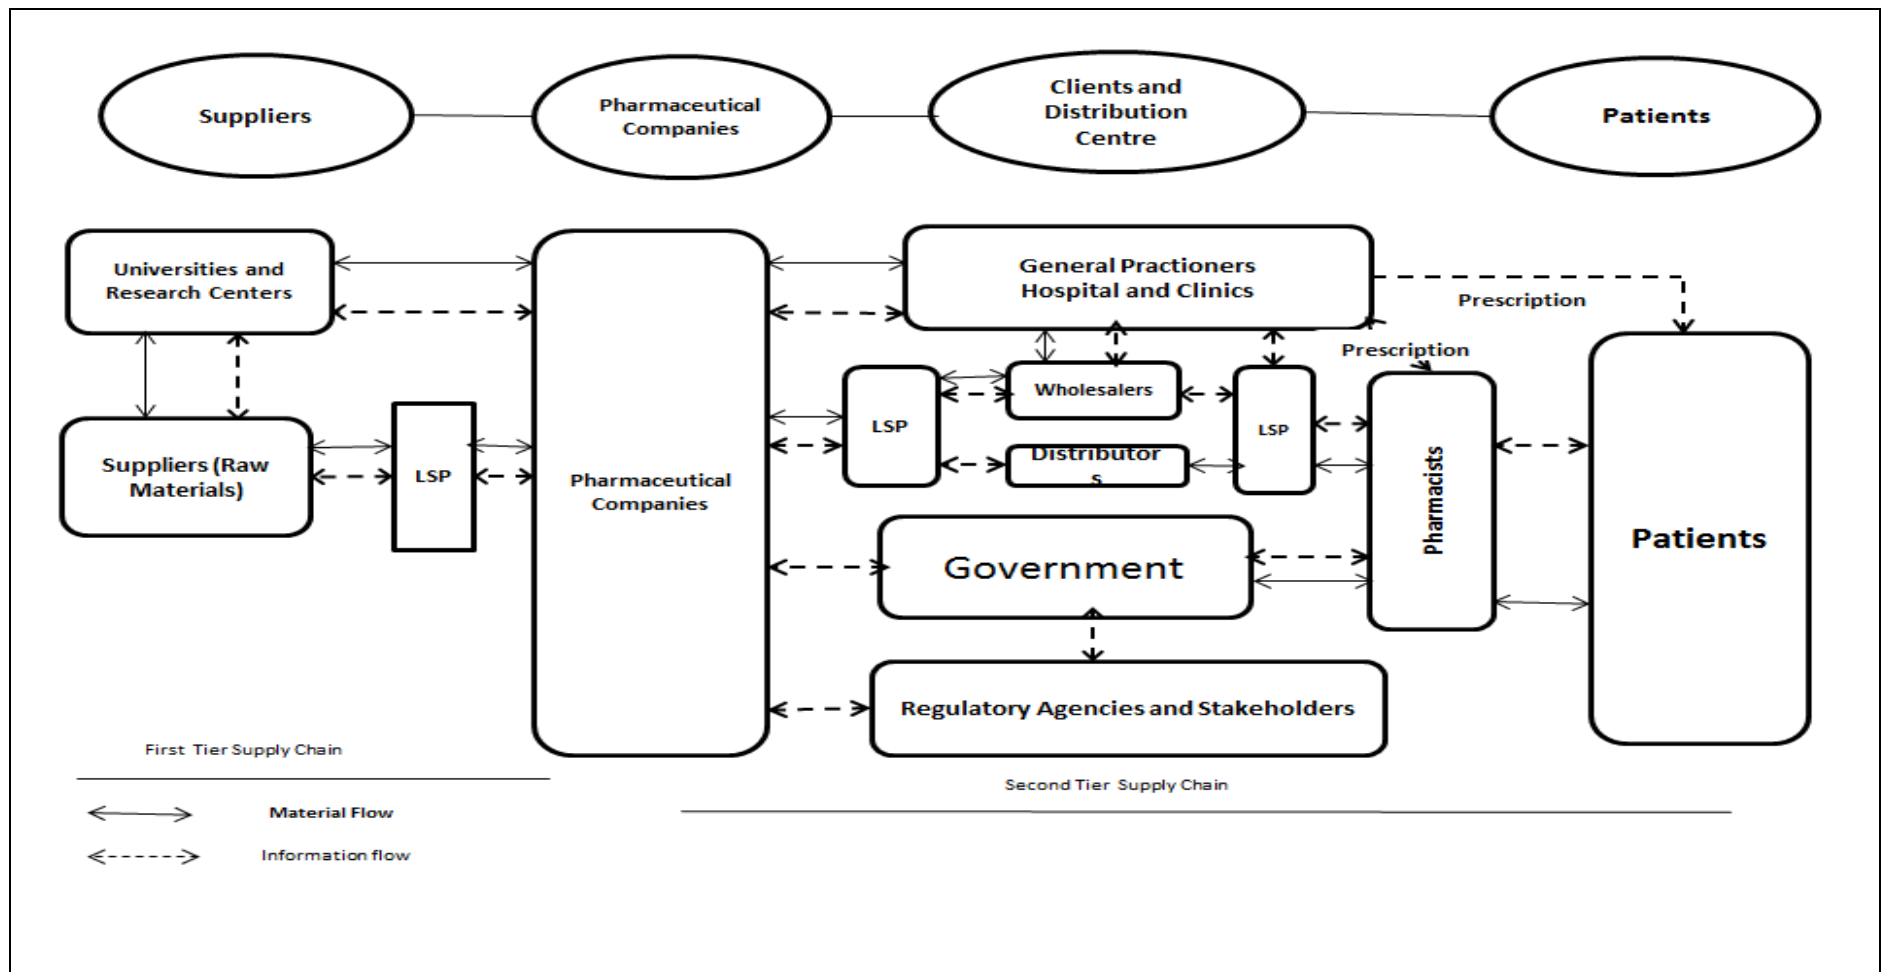 Suppliers
Pharmaceutical
Companies
Clients and
Distribution
Centre
Patients
Universities and
Research Centers
General Practioners
Hospital and Clinics
Prescription
Prescription
Wholesalers
LSP
LSP
Distributor
s
Suppliers (Raw
Materials)
LSP
Pharmaceutical
Companies
Pharmacists
Patients
Government
Regulatory Agencies and Stakeholders
First Tier Supply Chain
Second Tier Supply Chain
Material Flow
Information flow